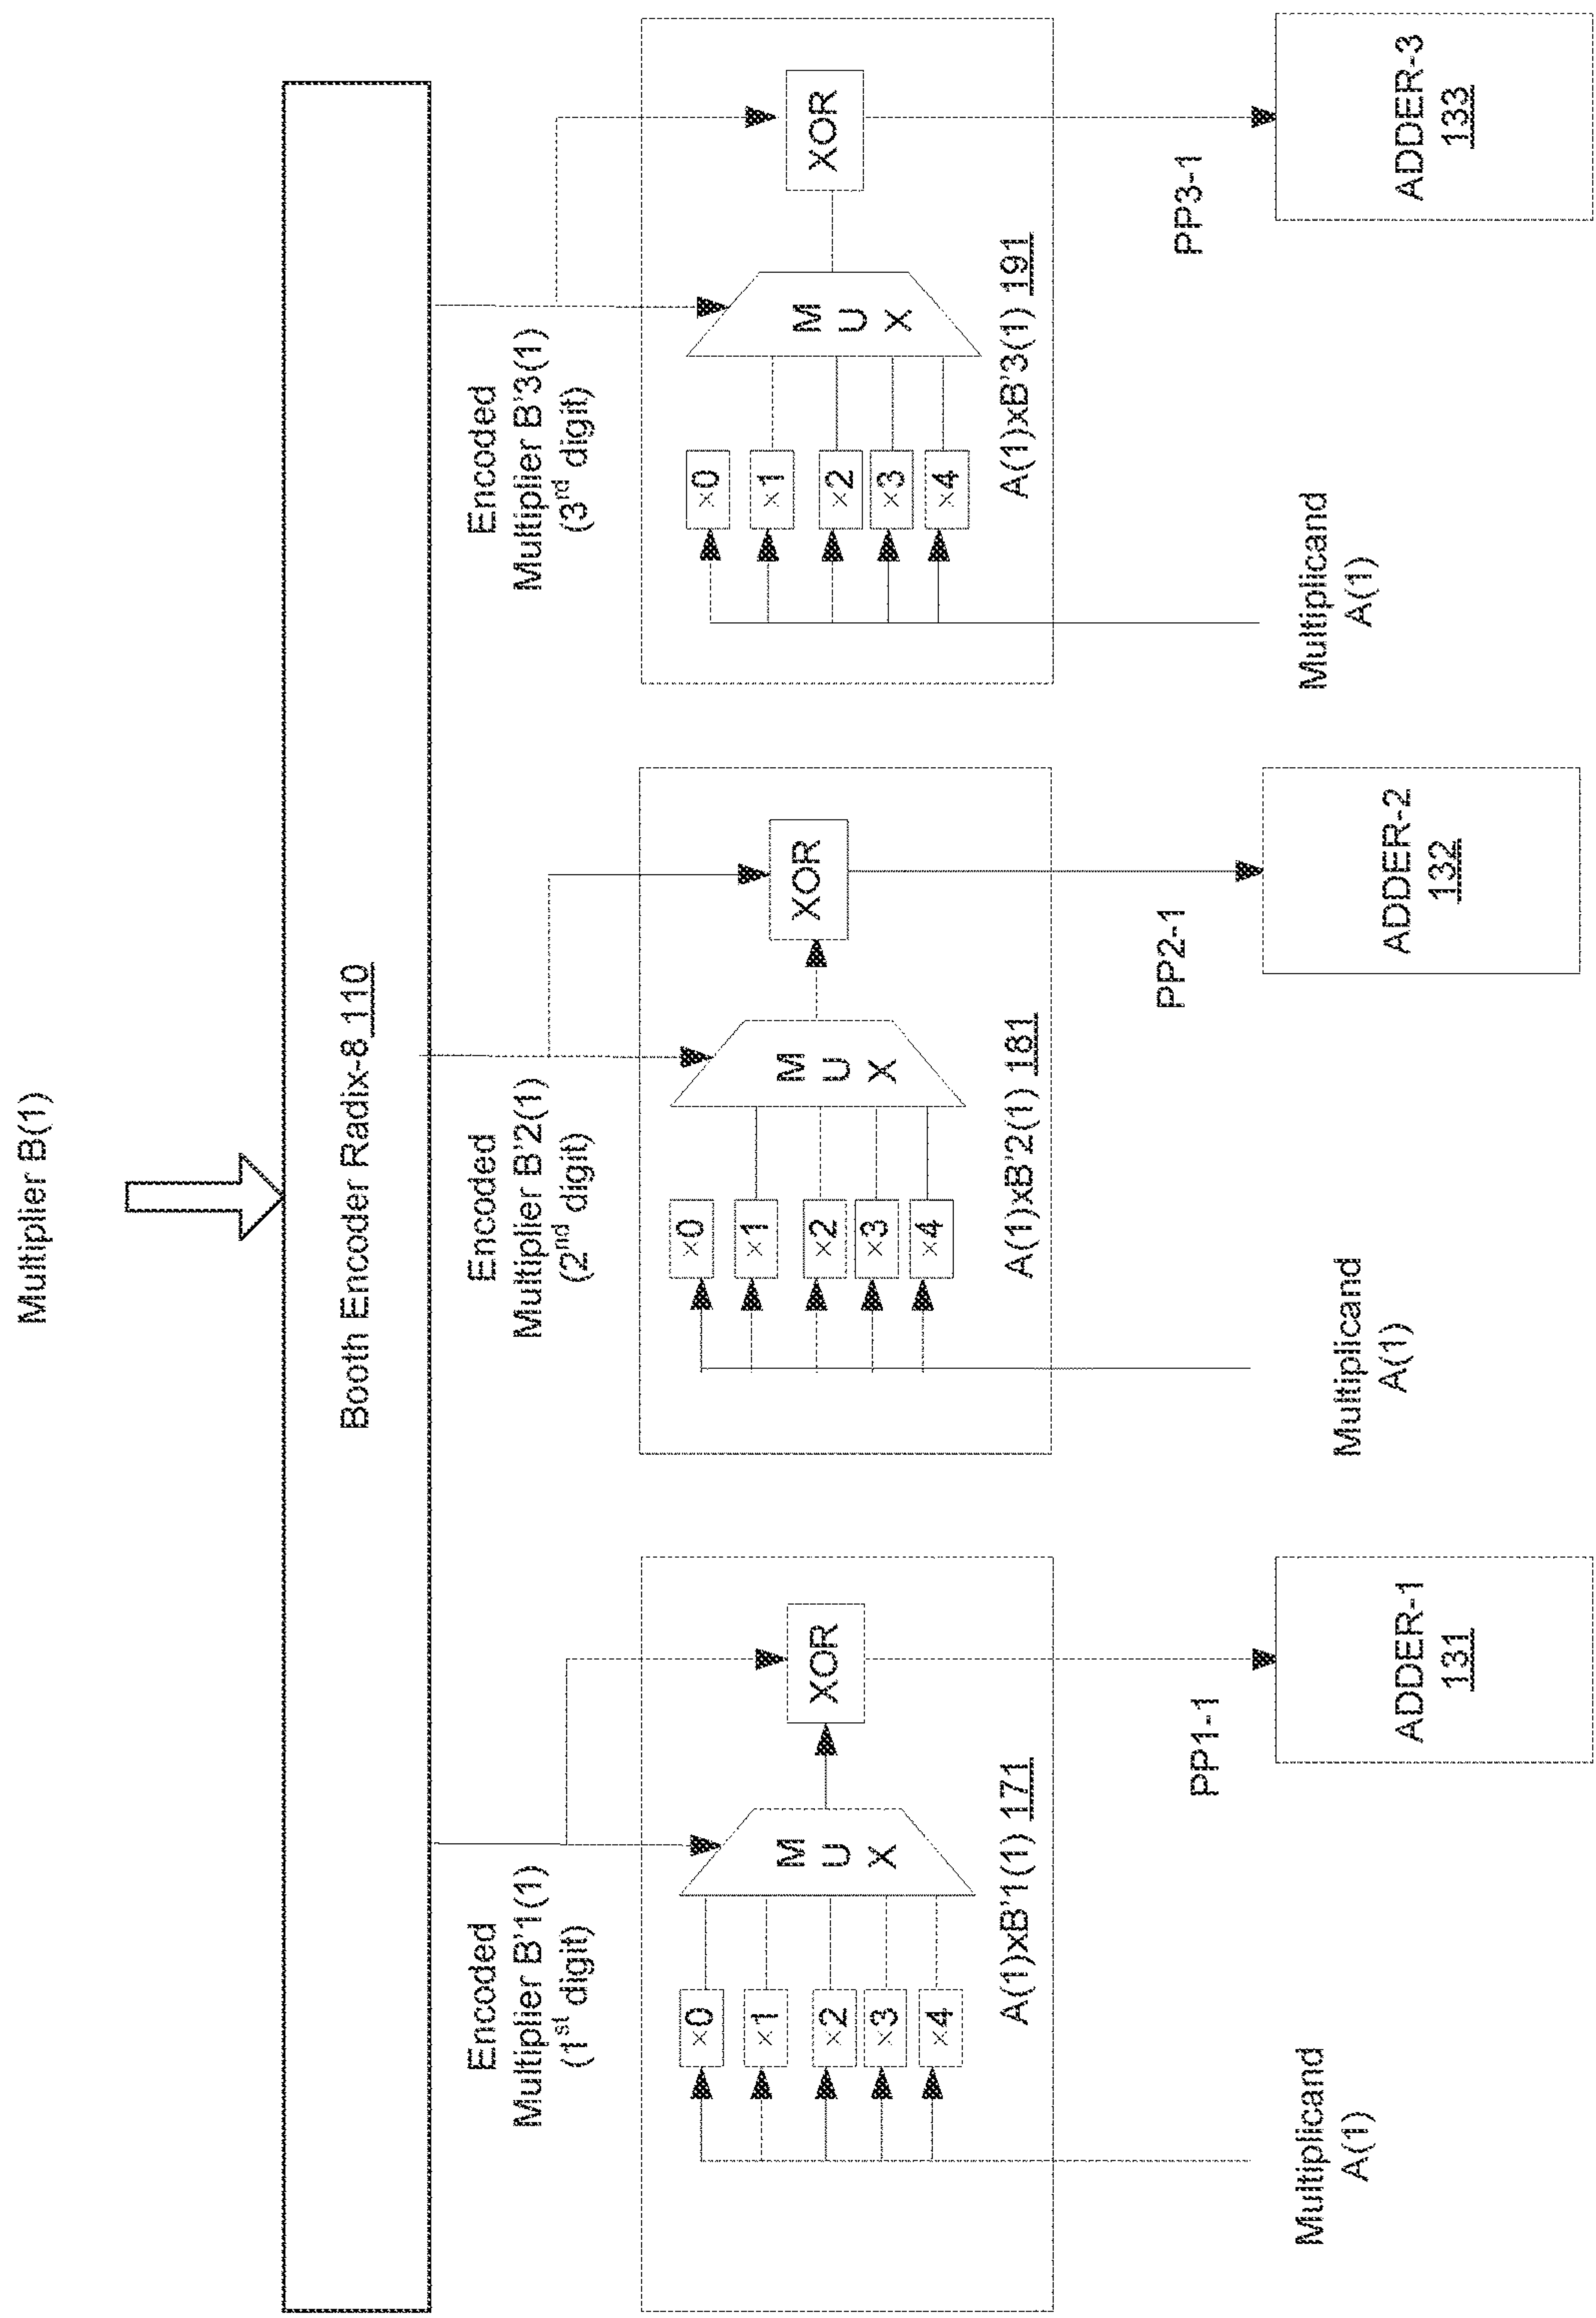 Multiplier B(1)
Booth Encoder Radix-8 110
Encoded
Multiplier B'1(1)
(1st digit)
Encoded
Multiplier B'2(1)
(2nd digit)
Encoded
Multiplier B'3(1)
(3rd digit)
×0
×1
×2
×3
×4
M
U
X
XOR
A(1)xB'1(1) 171
×0
×1
×2
×3
×4
M
U
X
XOR
A(1)xB'2(1) 181
×0
×1
×2
×3
×4
M
U
X
XOR
A(1)xB'3(1) 191
Multiplicand
A(1)
PP1-1
Multiplicand
A(1)
PP2-1
Multiplicand
A(1)
PP3-1
ADDER-1
131
ADDER-2
132
ADDER-3
133